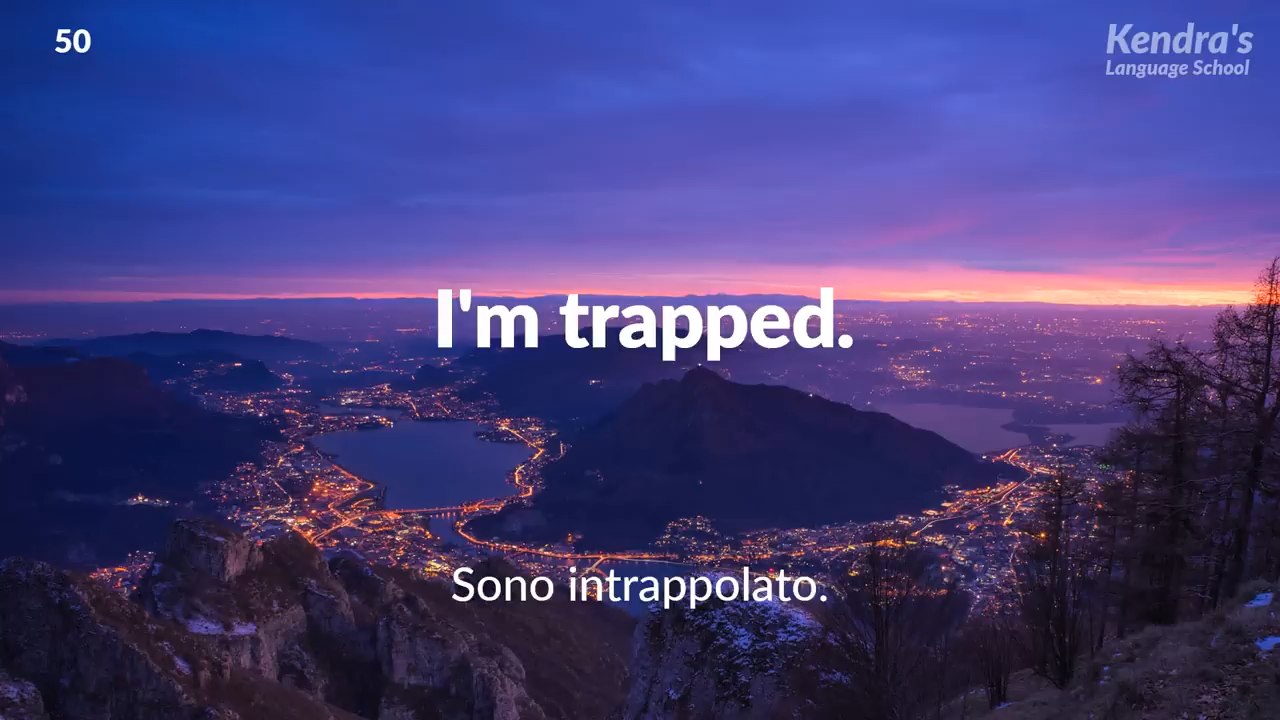 50
Kendra's
Language School
I'm trapped.
Sono intrappolato.